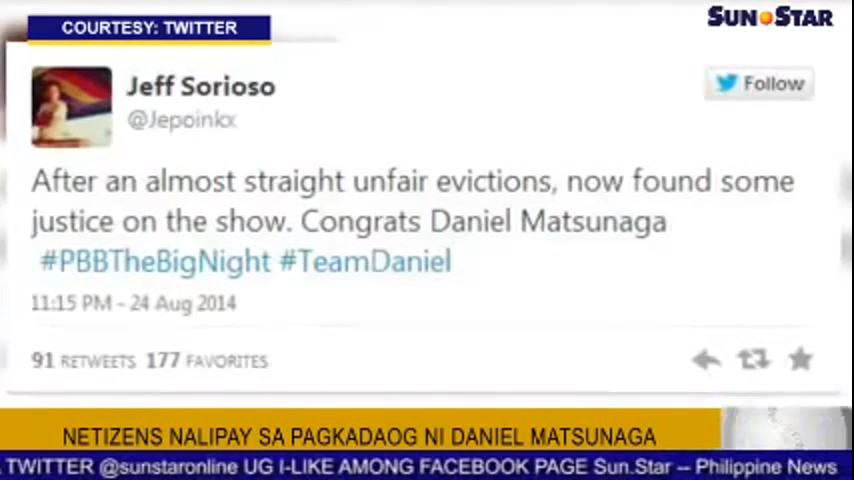 COURTESY: TWITTER
SUN STAR
Jeff Sorioso
@Jepoinkx
Follow
After an almost straight unfair evictions, now found some
justice on the show. Congrats Daniel Matsunaga
#PBBTheBigNight #TeamDaniel
11:15 PM - 24 Aug 2014
91 RETWEETS 177 FAVORITES
NETIZENS NALIPAY SA PAGKADAOG NI DANIEL MATSUNAGA
TWITTER @sunstaronline UG I-LIKE AMONG FACEBOOK PAGE Sun.Star -- Philippine News